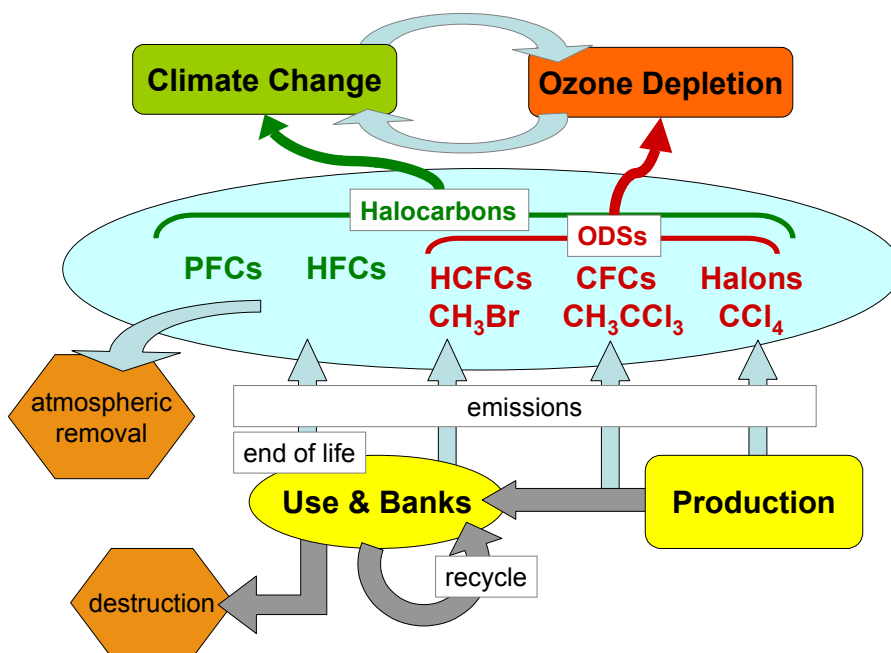 Climate Change
Ozone Depletion
Halocarbons
ODSs
PFCs HFCs HCFCs CFCs Halons
CH₃Br CH₃CCl₃ CCl₄
atmospheric
removal
emissions
end of life
Use & Banks
Production
recycle
destruction